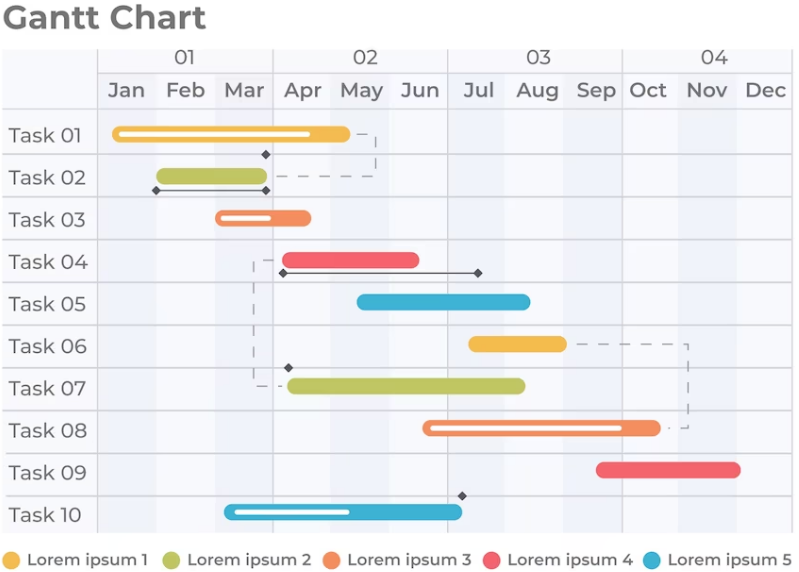 Gantt Chart
01 02 03 04
Jan Feb Mar Apr May Jun Jul Aug Sep Oct Nov Dec
Task 01
Task 02
Task 03
Task 04
Task 05
Task 06
Task 07
Task 08
Task 09
Task 10
Lorem ipsum 1 Lorem ipsum 2 Lorem ipsum 3 Lorem ipsum 4 Lorem ipsum 5